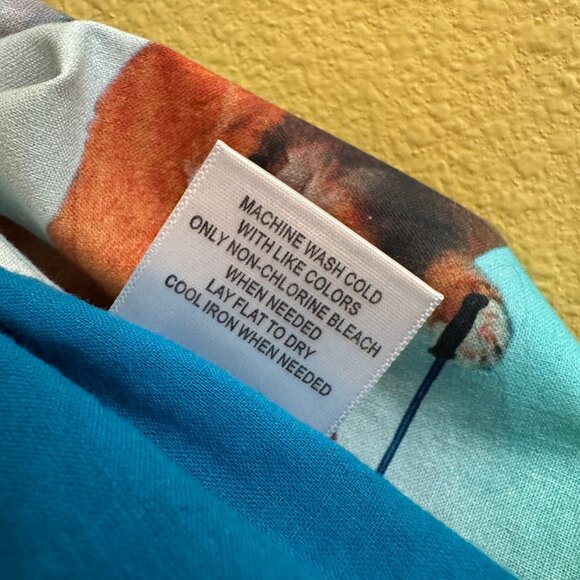 MACHINE WASH COLD
WITH LIKE COLORS
ONLY NON-CHLORINE BLEACH
WHEN NEEDED
LAY FLAT TO DRY
COOL IRON WHEN NEEDED